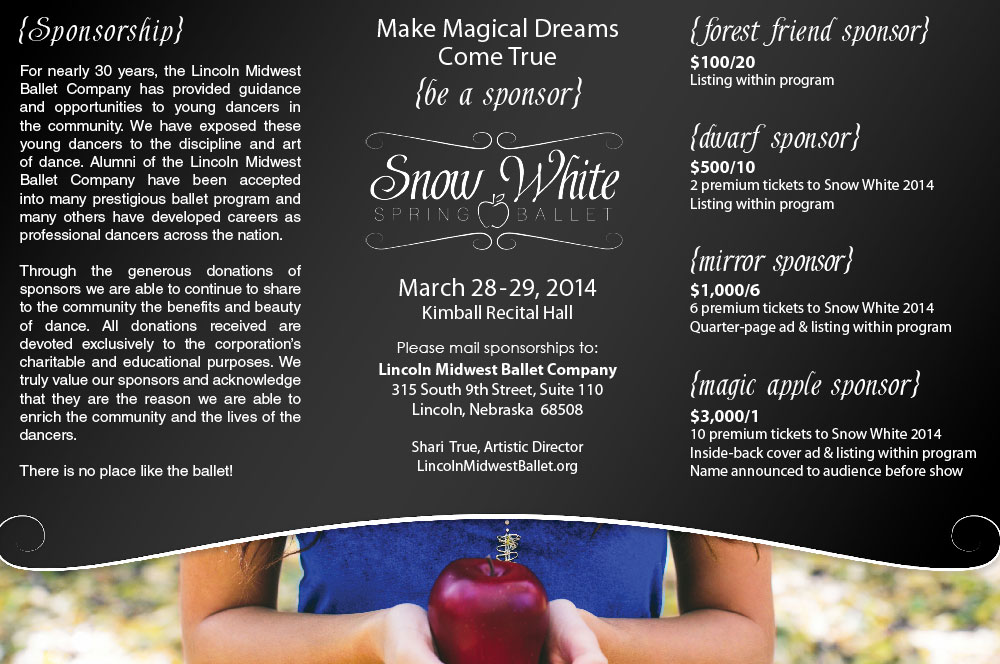 {Sponsorship}
For nearly 30 years, the Lincoln Midwest
Ballet Company has provided guidance
and opportunities to young dancers in
the community. We have exposed these
young dancers to the discipline and art
of dance. Alumni of the Lincoln Midwest
Ballet Company have been accepted
into many prestigious ballet program and
many others have developed careers as
professional dancers across the nation.
Through the generous donations of
sponsors we are able to continue to share
to the community the benefits and beauty
of dance. All donations received are
devoted exclusively to the corporation's
charitable and educational purposes. We
truly value our sponsors and acknowledge
that they are the reason we are able to
enrich the community and the lives of the
dancers.
There is no place like the ballet!
Make Magical Dreams
Come True
{be a sponsor}
Snow White
SPRING BALLET
March 28-29, 2014
Kimball Recital Hall
Please mail sponsorships to:
Lincoln Midwest Ballet Company
315 South 9th Street, Suite 110
Lincoln, Nebraska 68508
Shari True, Artistic Director
LincolnMidwestBallet.org
{forest friend sponsor}
$100/20
Listing within program
{dwarf sponsor}
$500/10
2 premium tickets to Snow White 2014
Listing within program
{mirror sponsor}
$1,000/6
6 premium tickets to Snow White 2014
Quarter-page ad & listing within program
{magic apple sponsor}
$3,000/1
10 premium tickets to Snow White 2014
Inside-back cover ad & listing within program
Name announced to audience before show